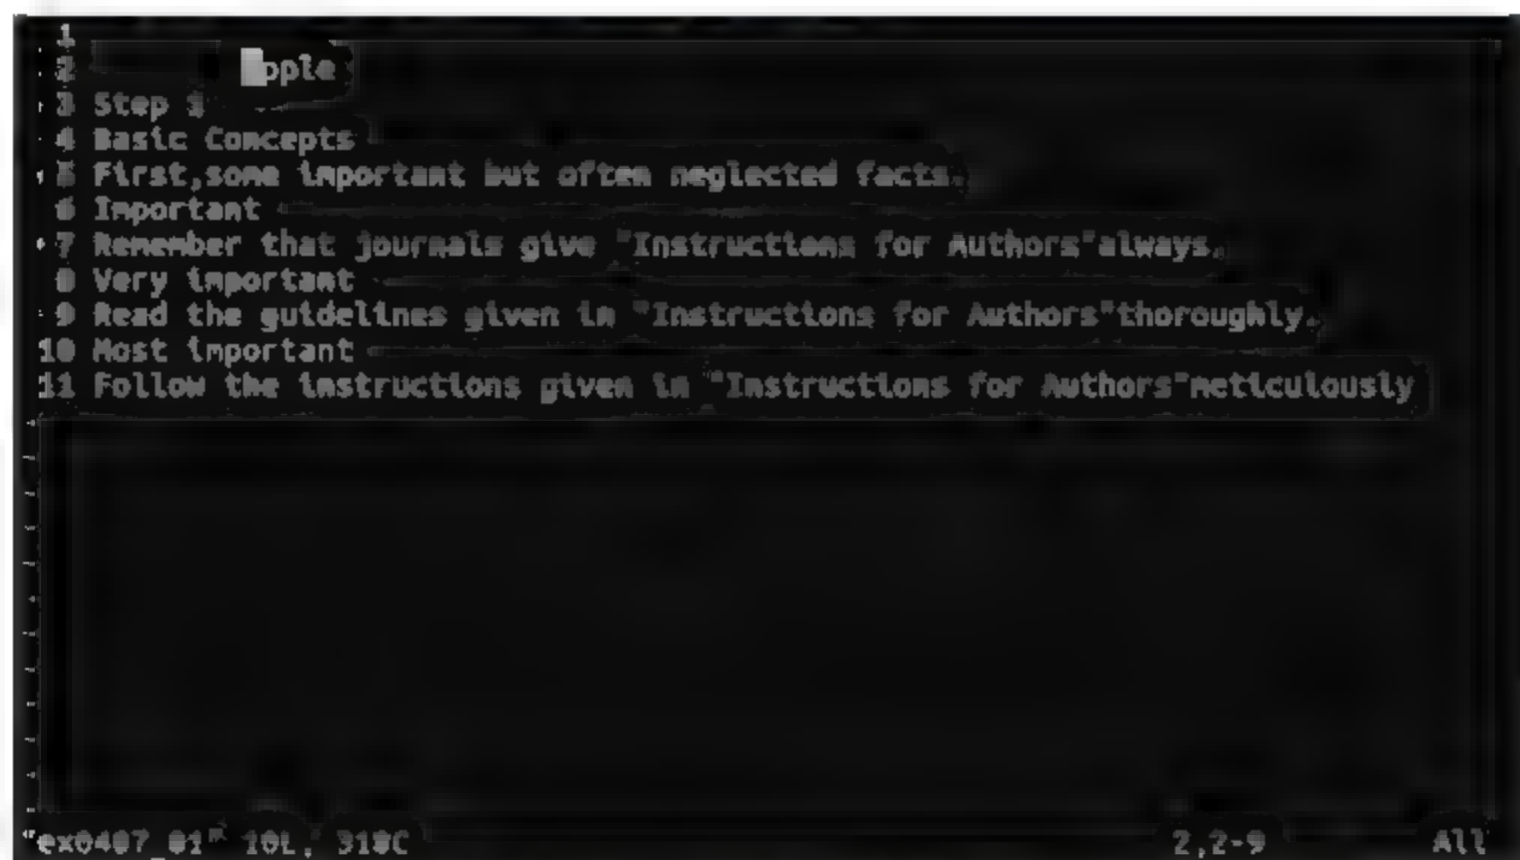 1
2
3 Step 1
4 Basic Concepts
5 First,some important but often neglected facts.
6 Important
7 Remember that journals give "Instructions for Authors"always.
8 Very important
9 Read the guidelines given in "Instructions for Authors"thoroughly.
10 Most important
11 Follow the instructions given in "Instructions for Authors"meticulously
"ex0407_01" 10L, 318C 2,2-9 All